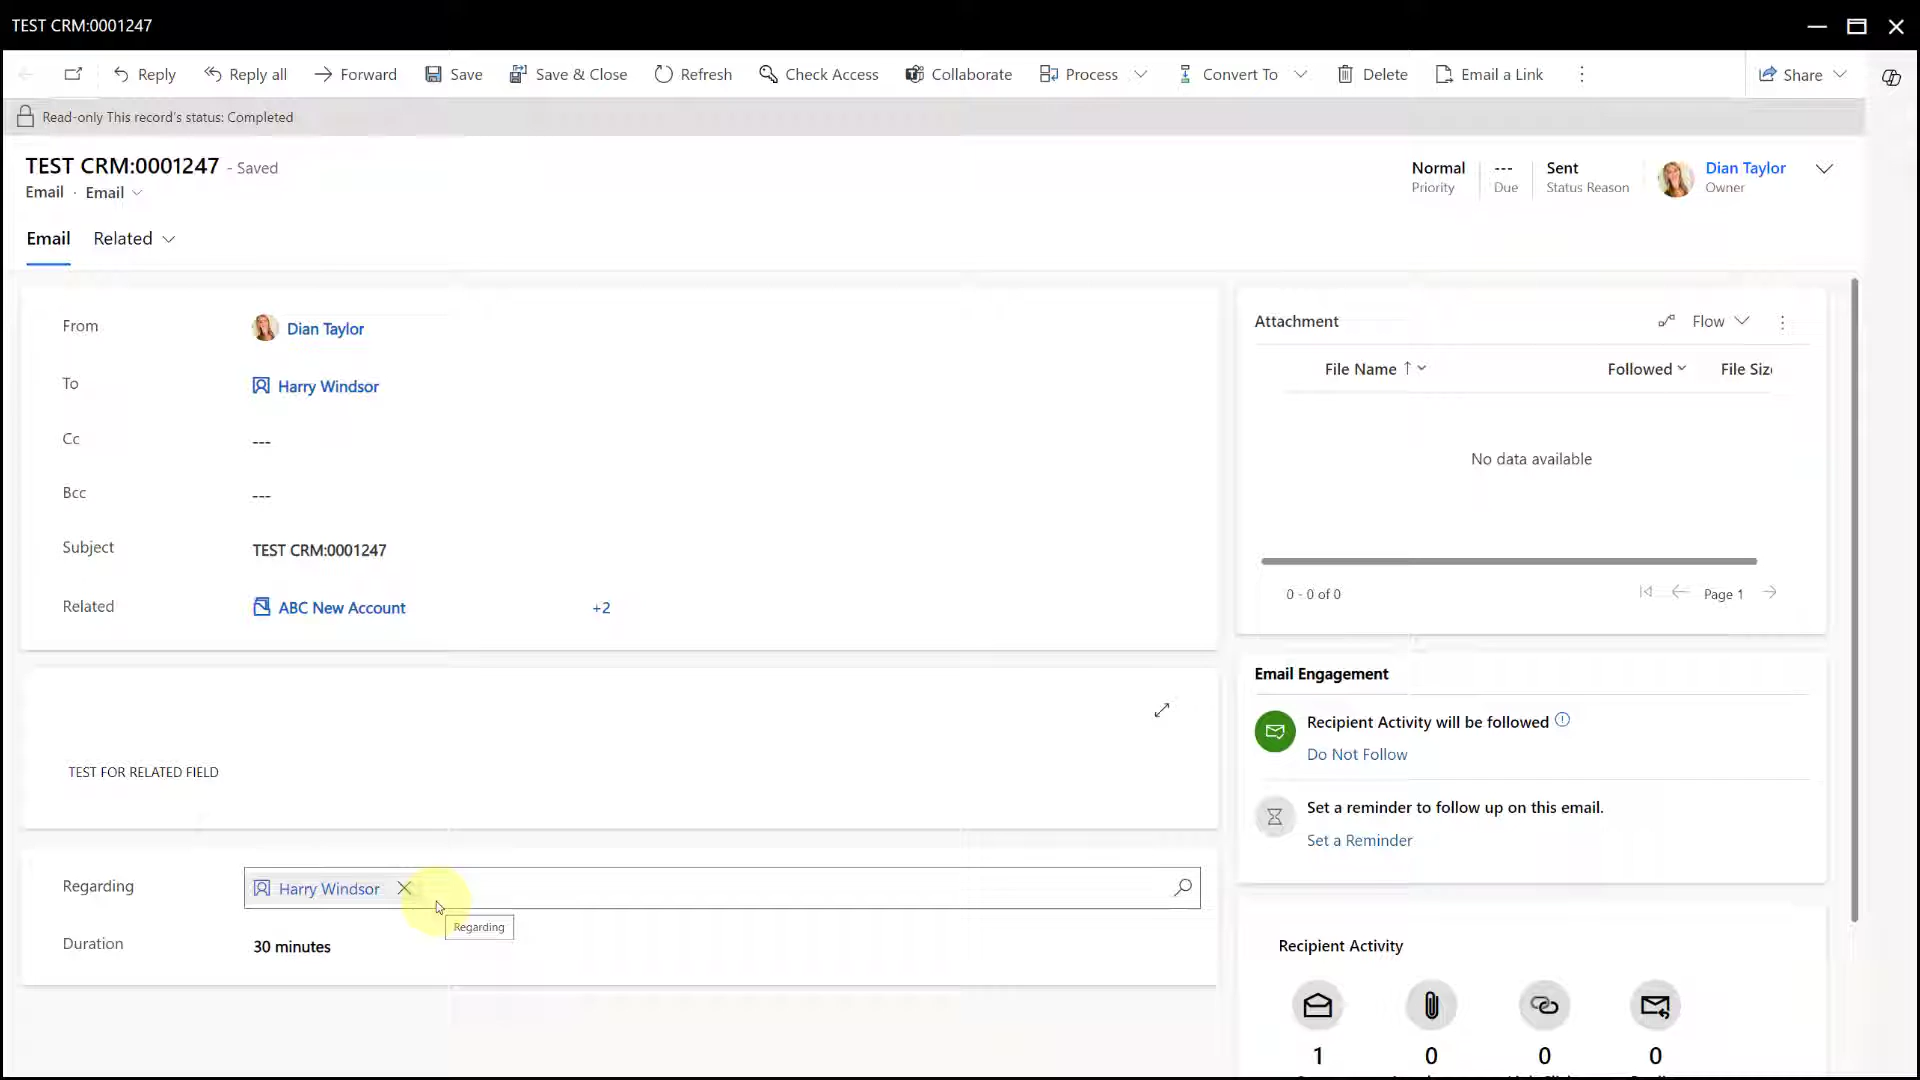 TEST CRM:0001247
Reply
Reply all
Forward
Save
Save & Close
Refresh
Check Access
Collaborate
Process
Convert To
Delete
Email a Link
Share
Read-only This record's status: Completed
TEST CRM:0001247 - Saved
Email · Email
Normal
Priority
---
Due
Sent
Status Reason
Dian Taylor
Owner
Email
Related
From
Dian Taylor
To
Harry Windsor
Cc
---
Bcc
---
Subject
TEST CRM:0001247
Related
ABC New Account
+2
TEST FOR RELATED FIELD
Regarding
Harry Windsor
Regarding
Duration
30 minutes
Attachment
Flow
File Name
Followed
File Siz
No data available
0 - 0 of 0
Page 1
Email Engagement
Recipient Activity will be followed
Do Not Follow
Set a reminder to follow up on this email.
Set a Reminder
Recipient Activity
1
0
0
0